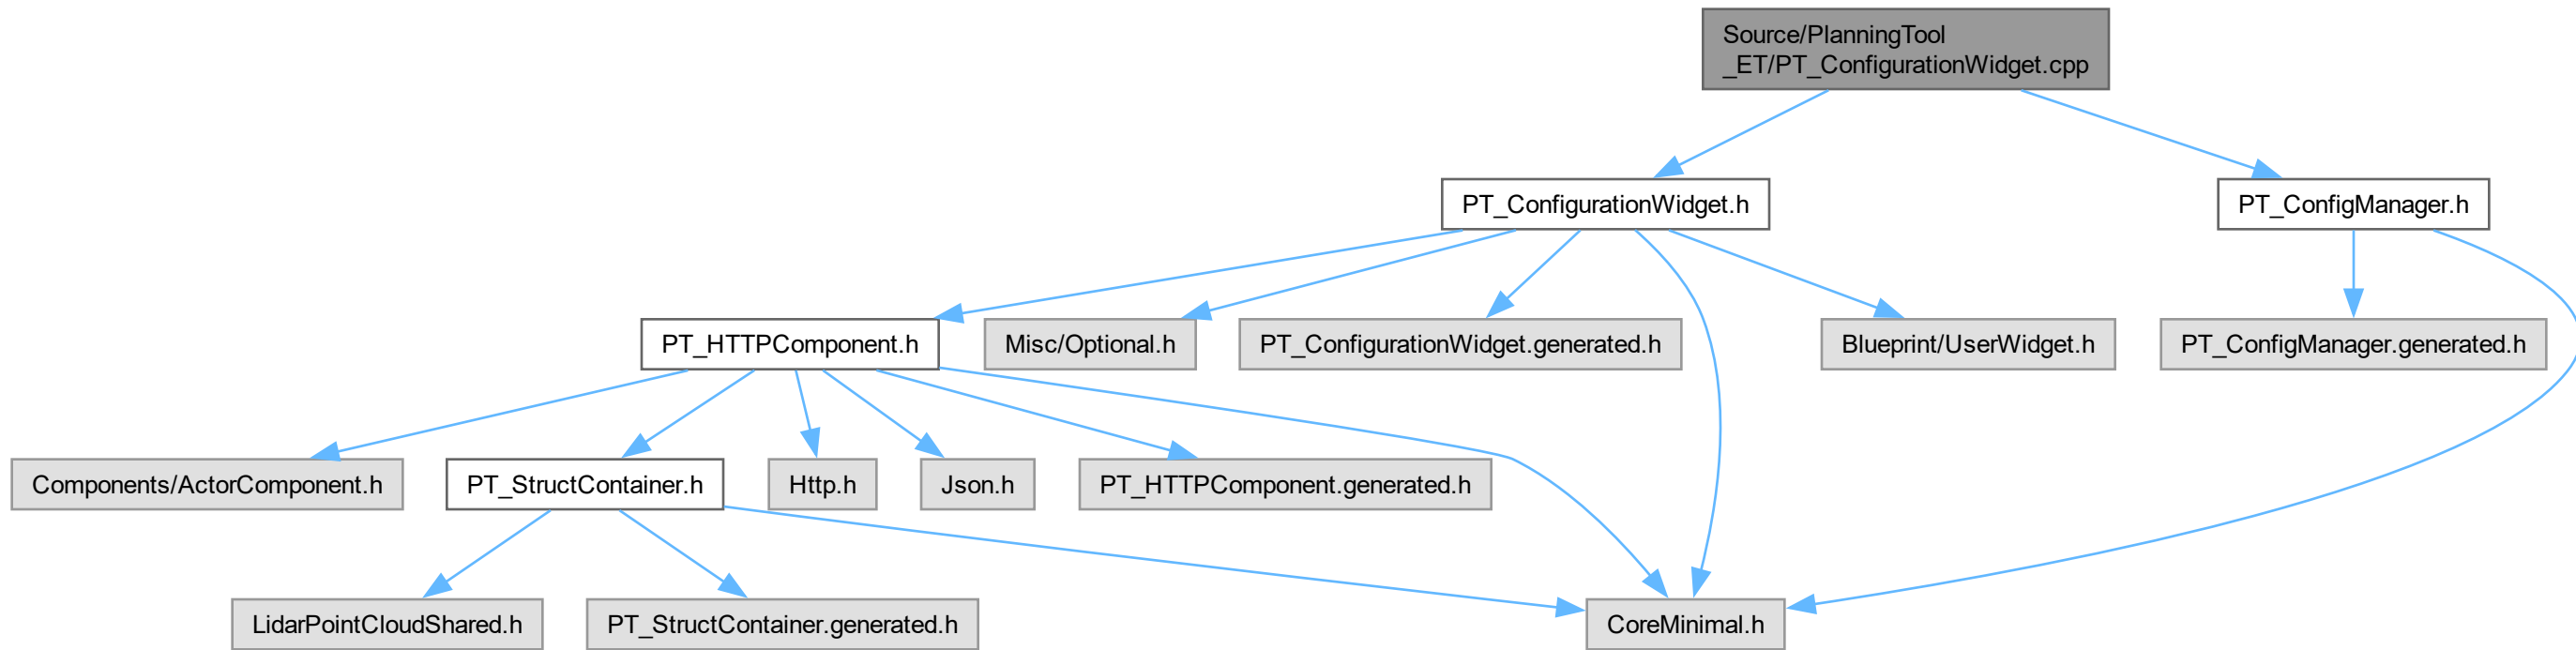 Source/PlanningTool
_ET/PT_ConfigurationWidget.cpp
PT_ConfigurationWidget.h
PT_ConfigManager.h
PT_HTTPComponent.h
Misc/Optional.h
PT_ConfigurationWidget.generated.h
Blueprint/UserWidget.h
PT_ConfigManager.generated.h
Components/ActorComponent.h
PT_StructContainer.h
Http.h
Json.h
PT_HTTPComponent.generated.h
LidarPointCloudShared.h
PT_StructContainer.generated.h
CoreMinimal.h